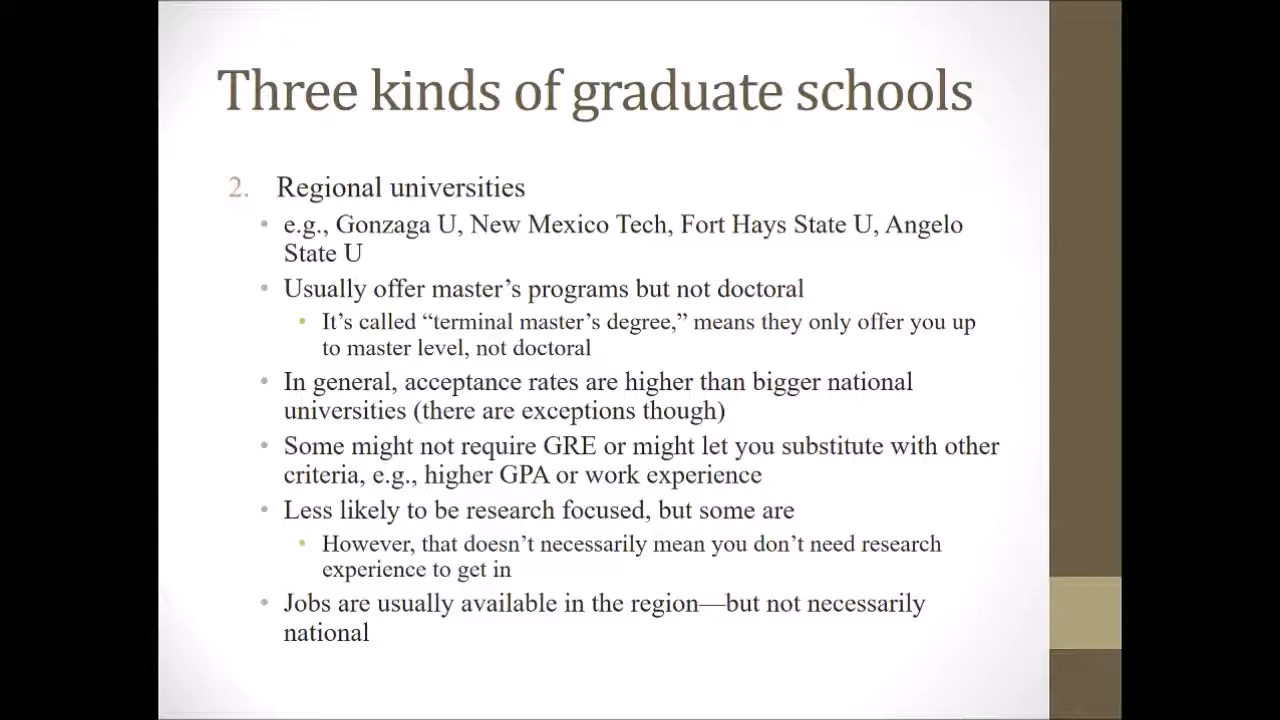 Three kinds of graduate schools
2. Regional universities
• e.g., Gonzaga U, New Mexico Tech, Fort Hays State U, Angelo
State U
• Usually offer master’s programs but not doctoral
• It’s called “terminal master’s degree,” means they only offer you up
to master level, not doctoral
• In general, acceptance rates are higher than bigger national
universities (there are exceptions though)
• Some might not require GRE or might let you substitute with other
criteria, e.g., higher GPA or work experience
• Less likely to be research focused, but some are
• However, that doesn’t necessarily mean you don’t need research
experience to get in
• Jobs are usually available in the region—but not necessarily
national